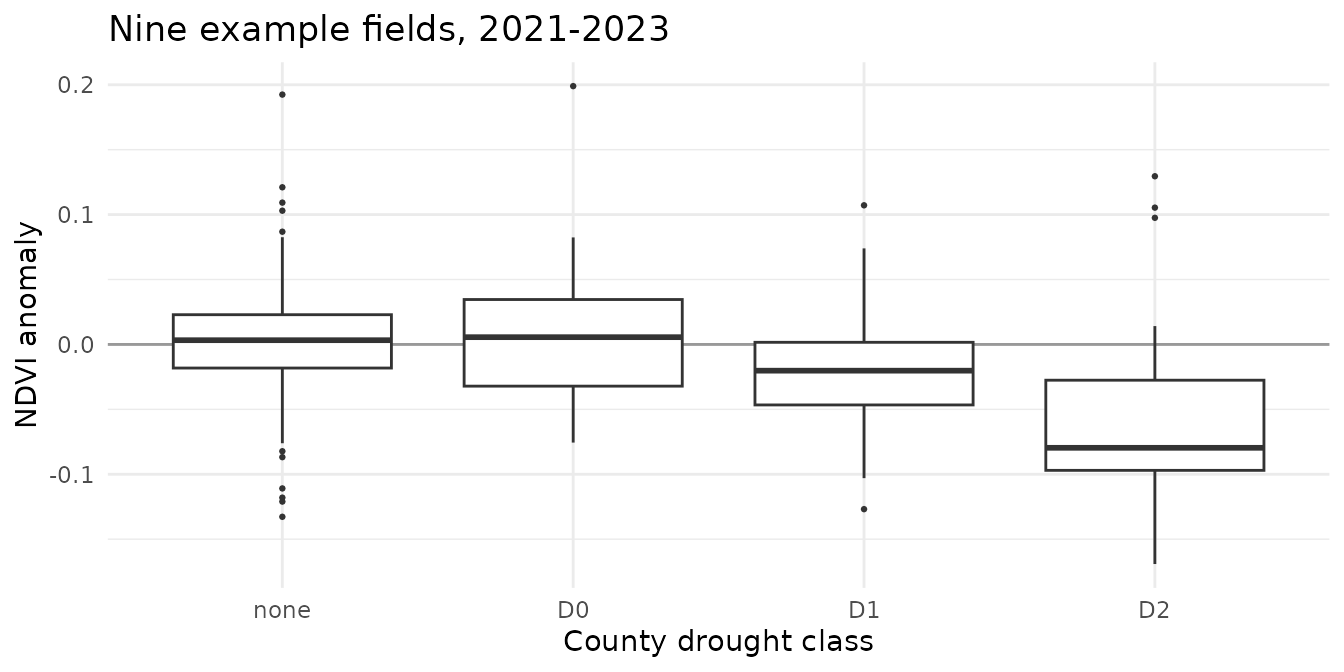 Nine example fields, 2021-2023
NDVI anomaly
0.2
0.1
0.0
-0.1
none D0 D1 D2
County drought class